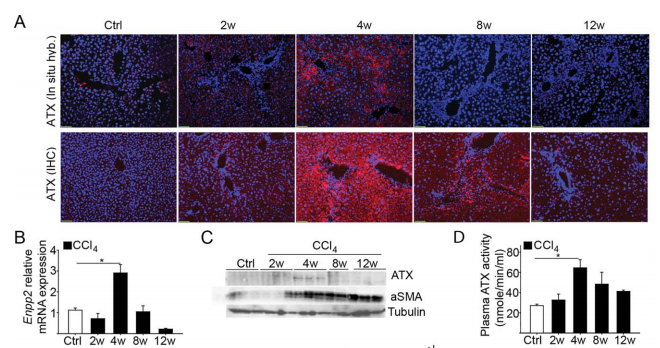 A
Ctrl 2w 4w 8w 12w
ATX
(In situ hyb.)
ATX
(IHC)
B
CCl4
*
Enpp2 relative
mRNA expression
4
3
2
1
0
Ctrl 2w 4w 8w 12w
C
CCl4
Ctrl 2w 4w 8w 12w
ATX
aSMA
Tubulin
D
CCl4
*
Plasma ATX activity
(nmole/min/ml)
80
60
40
20
0
Ctrl 2w 4w 8w 12w